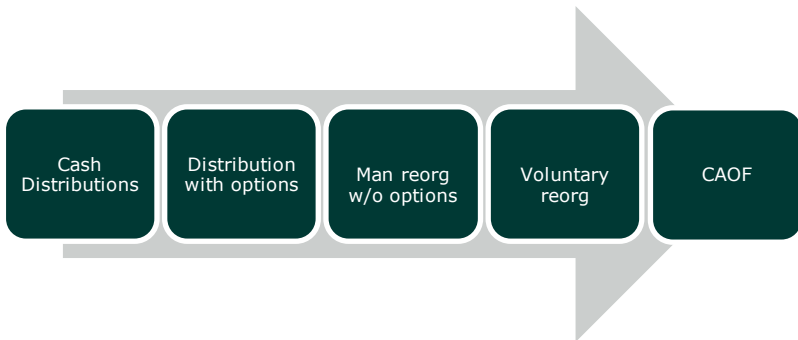 Cash
Distributions
Distribution
with options
Man reorg
w/o options
Voluntary
reorg
CAOF